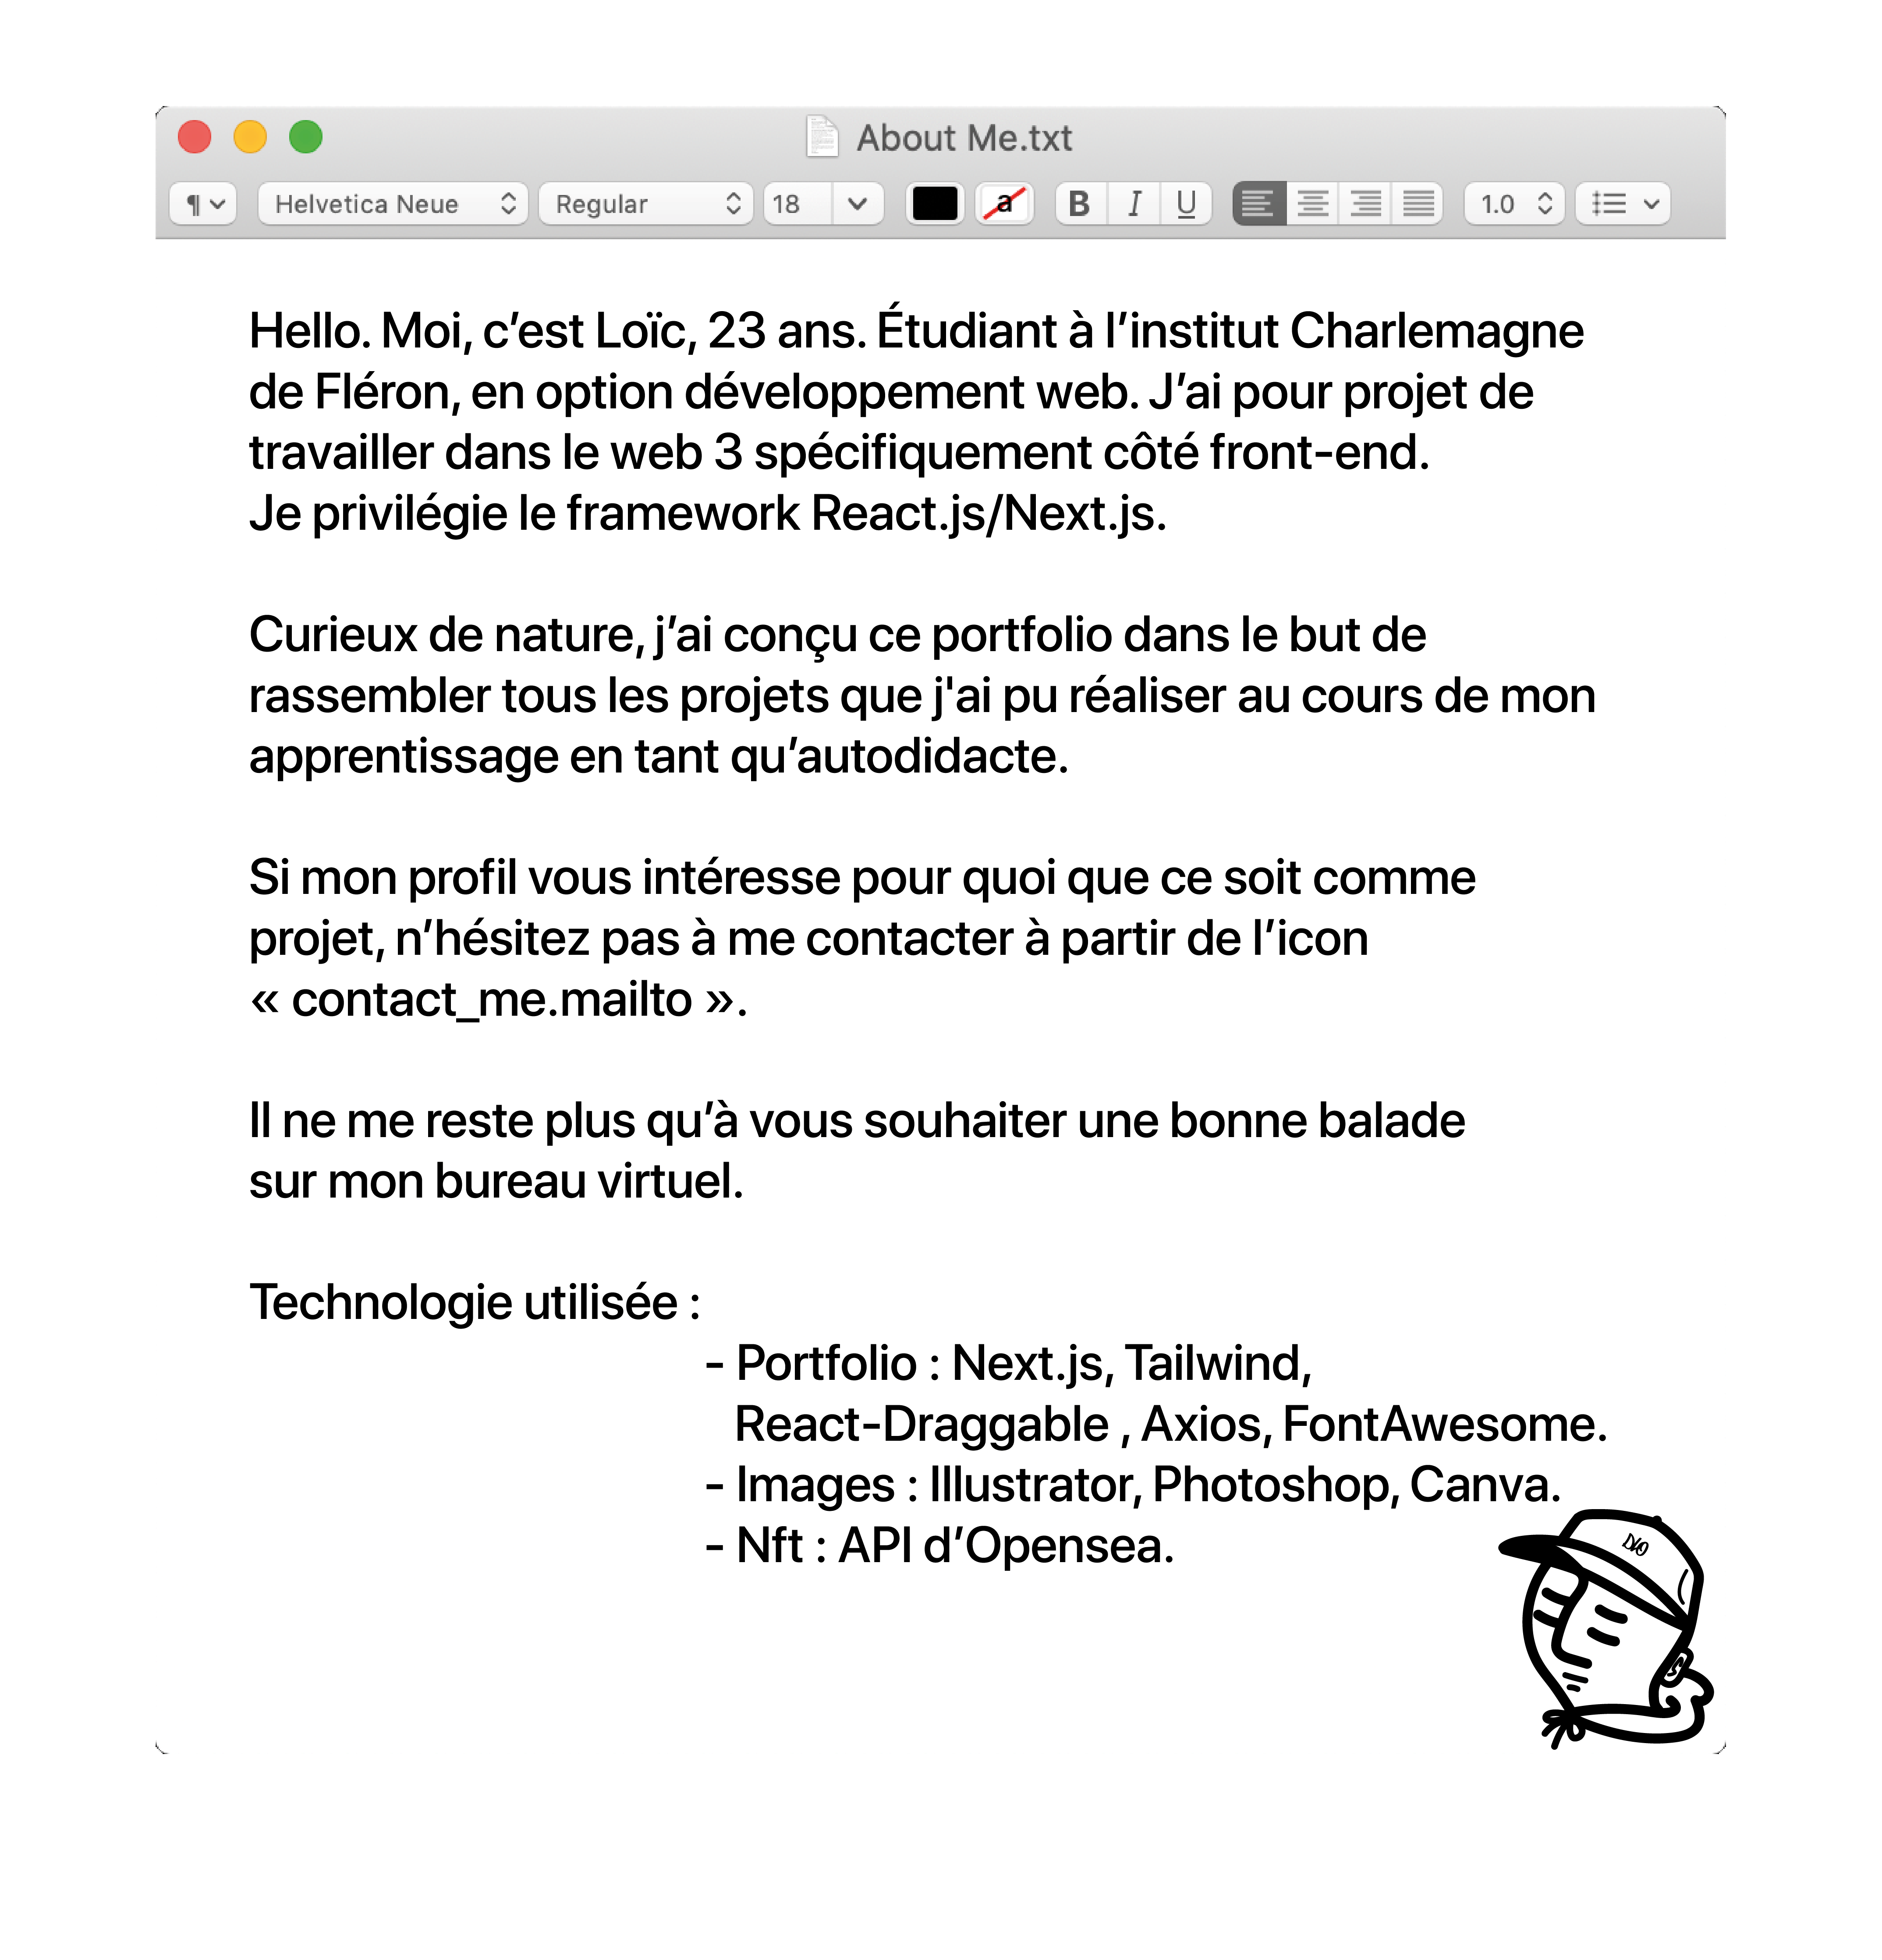 About Me.txt
¶ Helvetica Neue Regular 18 a B I U 1.0
Hello. Moi, c’est Loïc, 23 ans. Étudiant à l’institut Charlemagne
de Fléron, en option développement web. J’ai pour projet de
travailler dans le web 3 spécifiquement côté front-end.
Je privilégie le framework React.js/Next.js.
Curieux de nature, j’ai conçu ce portfolio dans le but de
rassembler tous les projets que j'ai pu réaliser au cours de mon
apprentissage en tant qu’autodidacte.
Si mon profil vous intéresse pour quoi que ce soit comme
projet, n’hésitez pas à me contacter à partir de l’icon
« contact_me.mailto ».
Il ne me reste plus qu’à vous souhaiter une bonne balade
sur mon bureau virtuel.
Technologie utilisée :
- Portfolio : Next.js, Tailwind,
React-Draggable , Axios, FontAwesome.
- Images : Illustrator, Photoshop, Canva.
- Nft : API d’Opensea.